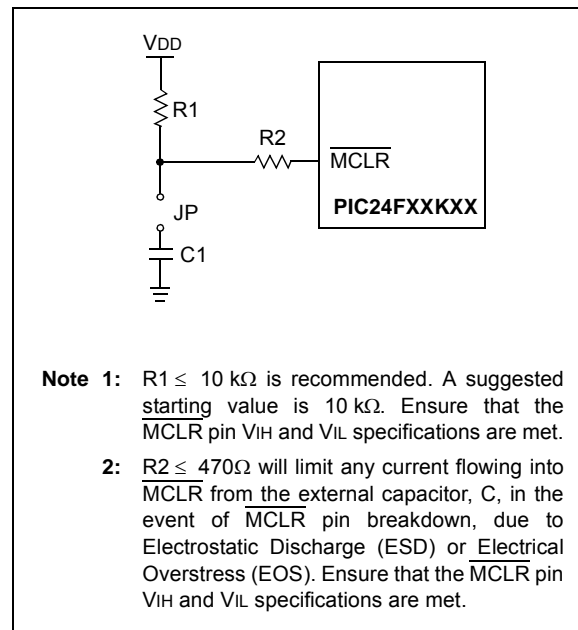 VDD
R1
R2
MCLR
PIC24FXXKXX
JP
C1
Note 1: R1 ≤ 10 kΩ is recommended. A suggested
starting value is 10 kΩ. Ensure that the
MCLR pin VIH and VIL specifications are met.
2: R2 ≤ 470Ω will limit any current flowing into
MCLR from the external capacitor, C, in the
event of MCLR pin breakdown, due to
Electrostatic Discharge (ESD) or Electrical
Overstress (EOS). Ensure that the MCLR pin
VIH and VIL specifications are met.